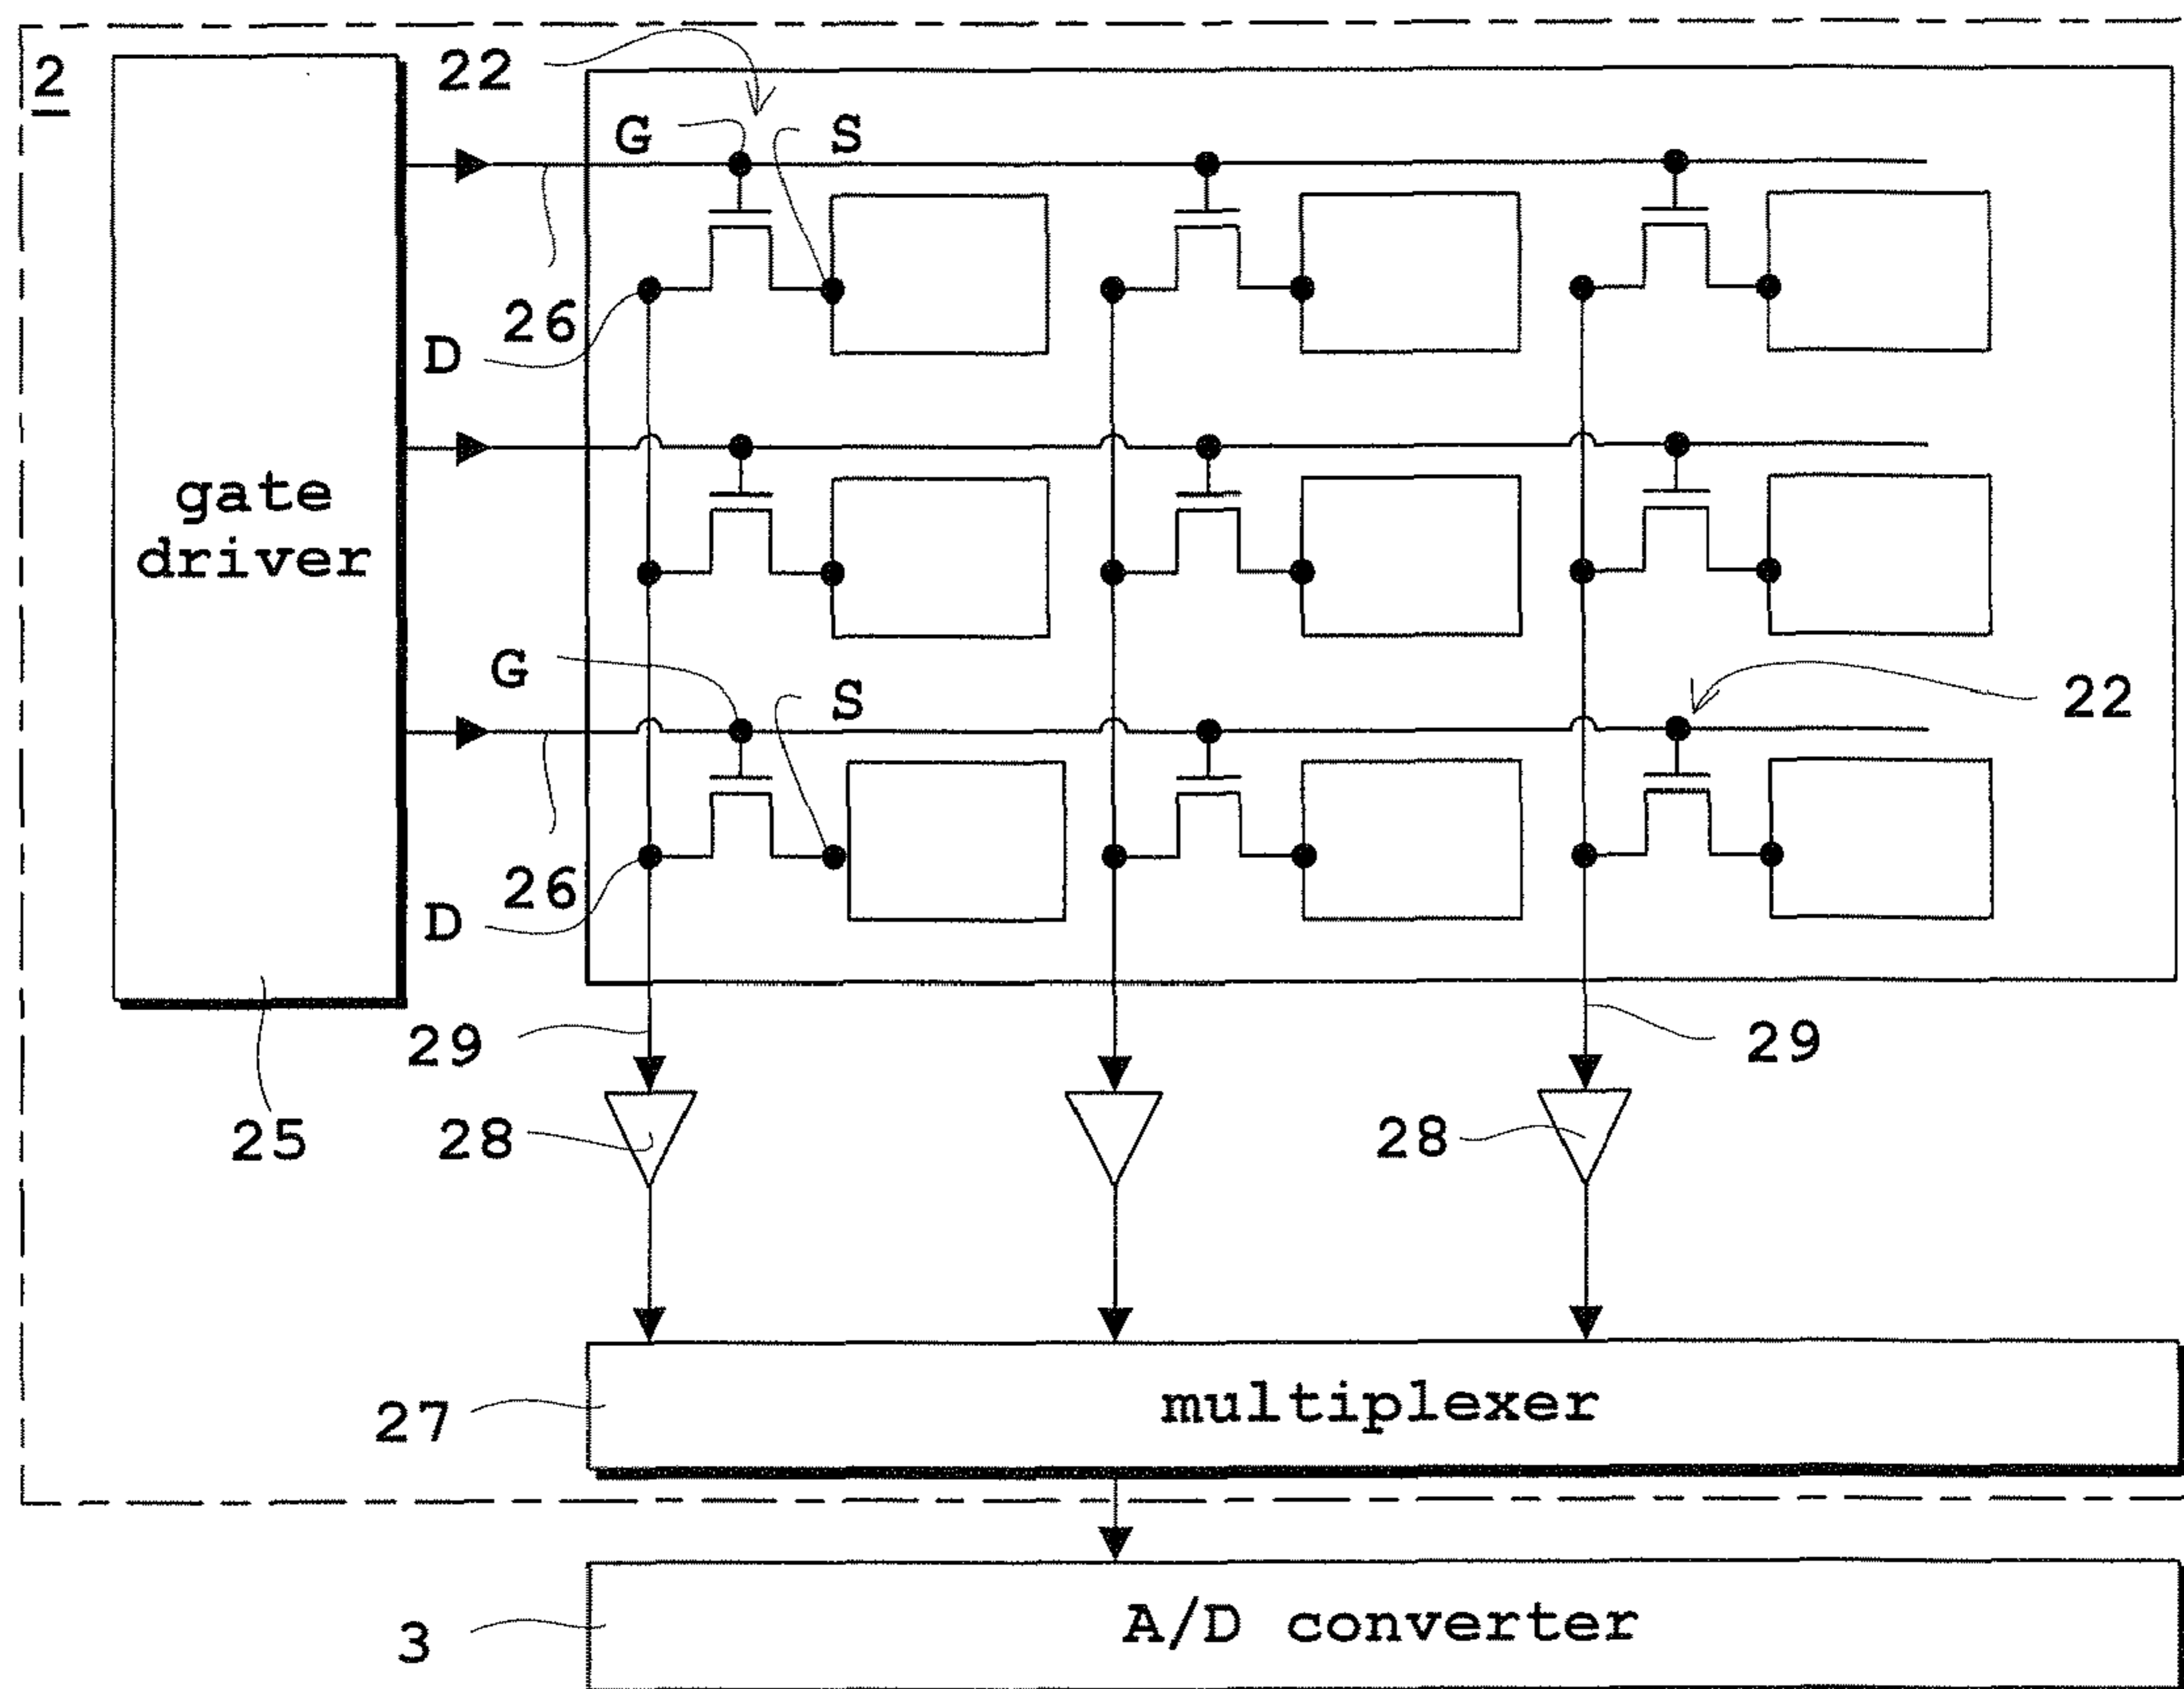 2
22
G
S
26
D
gate
driver
G
S
22
26
D
29
29
25
28
28
27
multiplexer
3
A/D converter